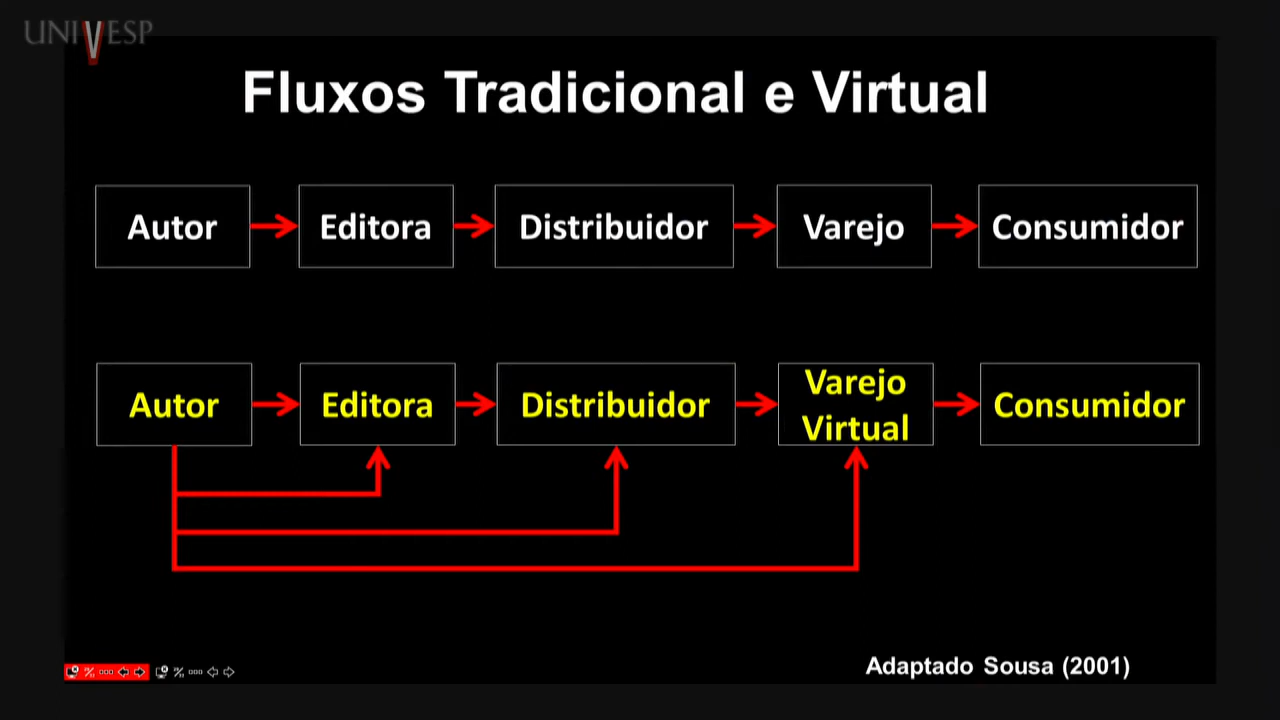 UNIVESP
Fluxos Tradicional e Virtual
Autor
Editora
Distribuidor
Varejo
Consumidor
Autor
Editora
Distribuidor
Varejo
Virtual
Consumidor
Adaptado Sousa (2001)